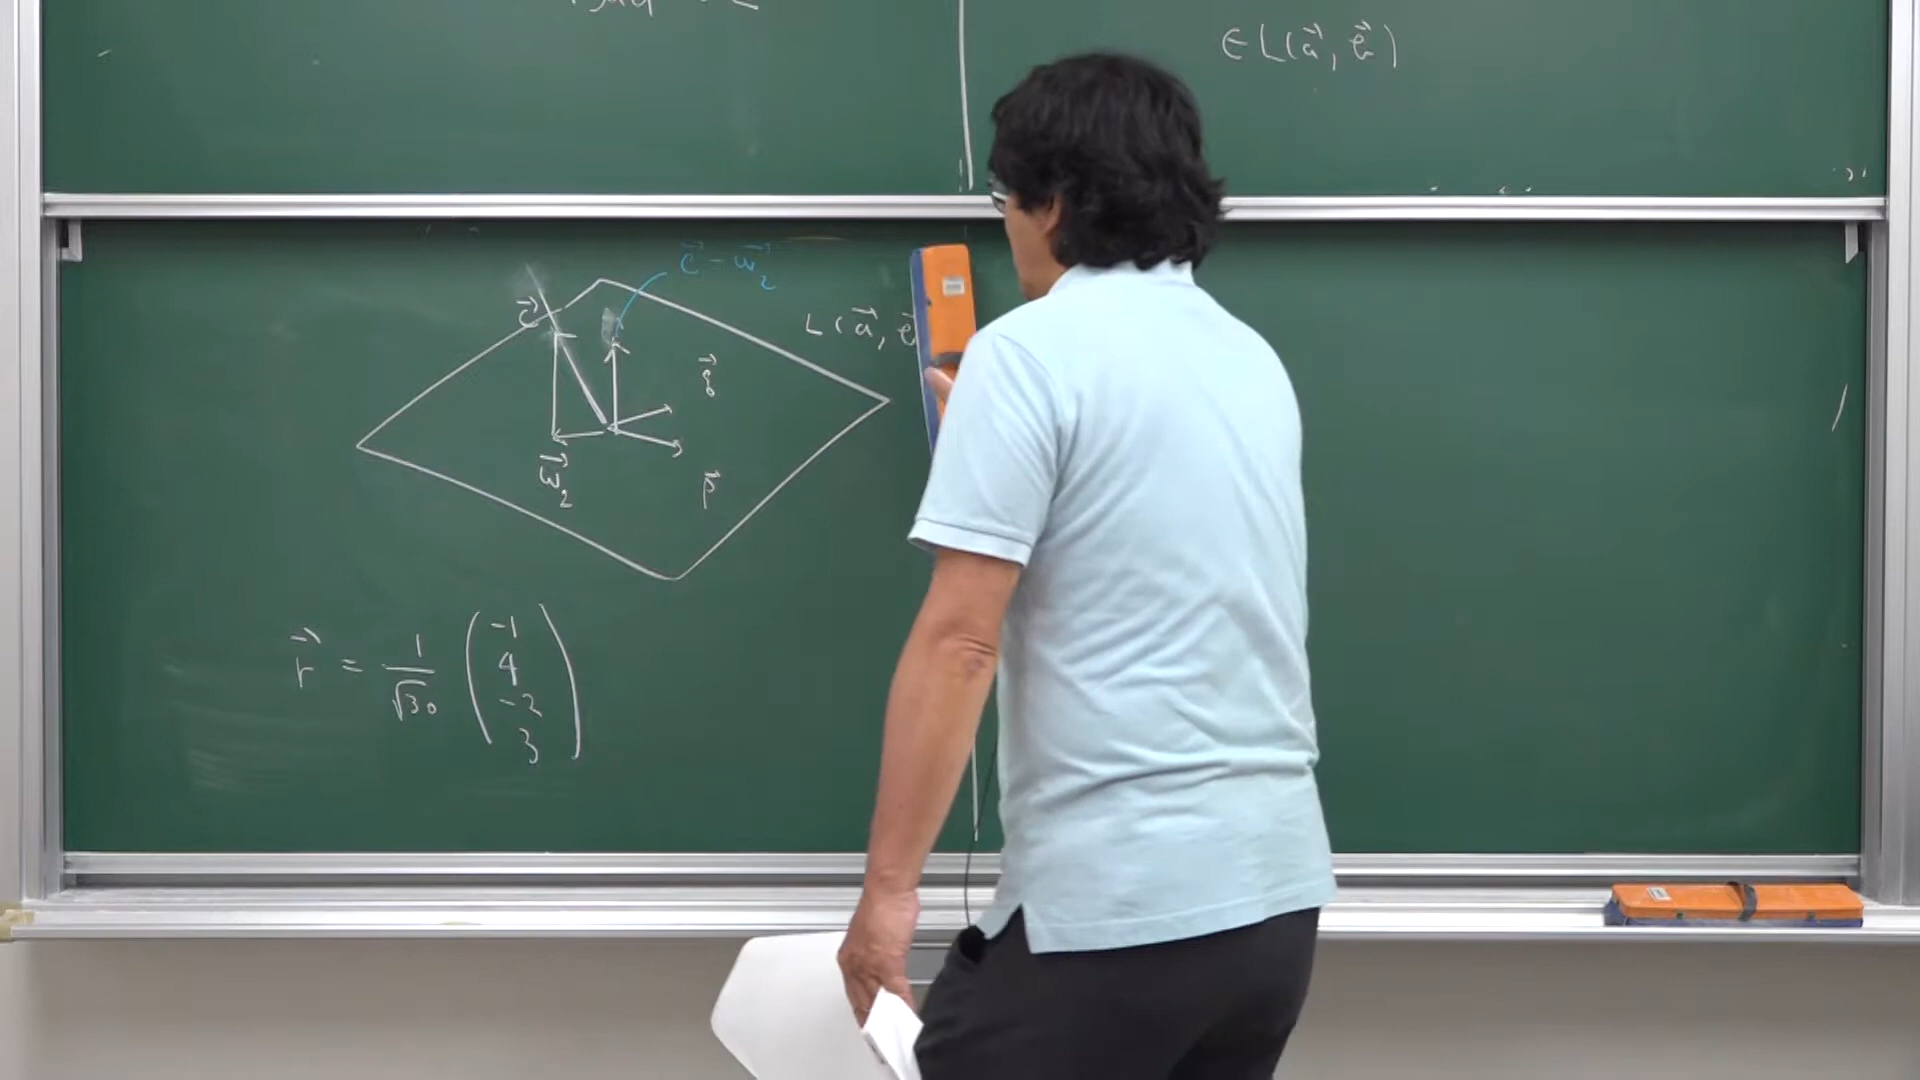 ∈ L(a⃗, b⃗)
c⃗ − w⃗₂
c⃗
L(a⃗,
q⃗
w⃗₂
p⃗
r⃗ = 1/√30 (−1 4 −2 3)